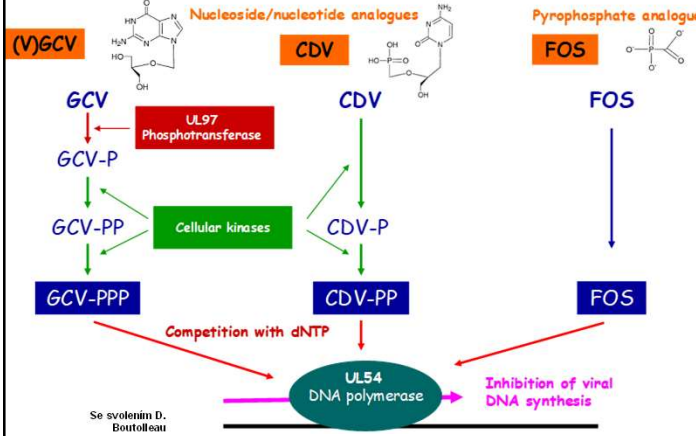 Nucleoside/nucleotide analogues
Pyrophosphate analogue
(V)GCV
CDV
FOS
GCV
CDV
FOS
UL97
Phosphotransferase
GCV-P
GCV-PP
Cellular kinases
CDV-P
GCV-PPP
CDV-PP
FOS
Competition with dNTP
UL54
DNA polymerase
Inhibition of viral
DNA synthesis
Se svolením D.
Boutolleau